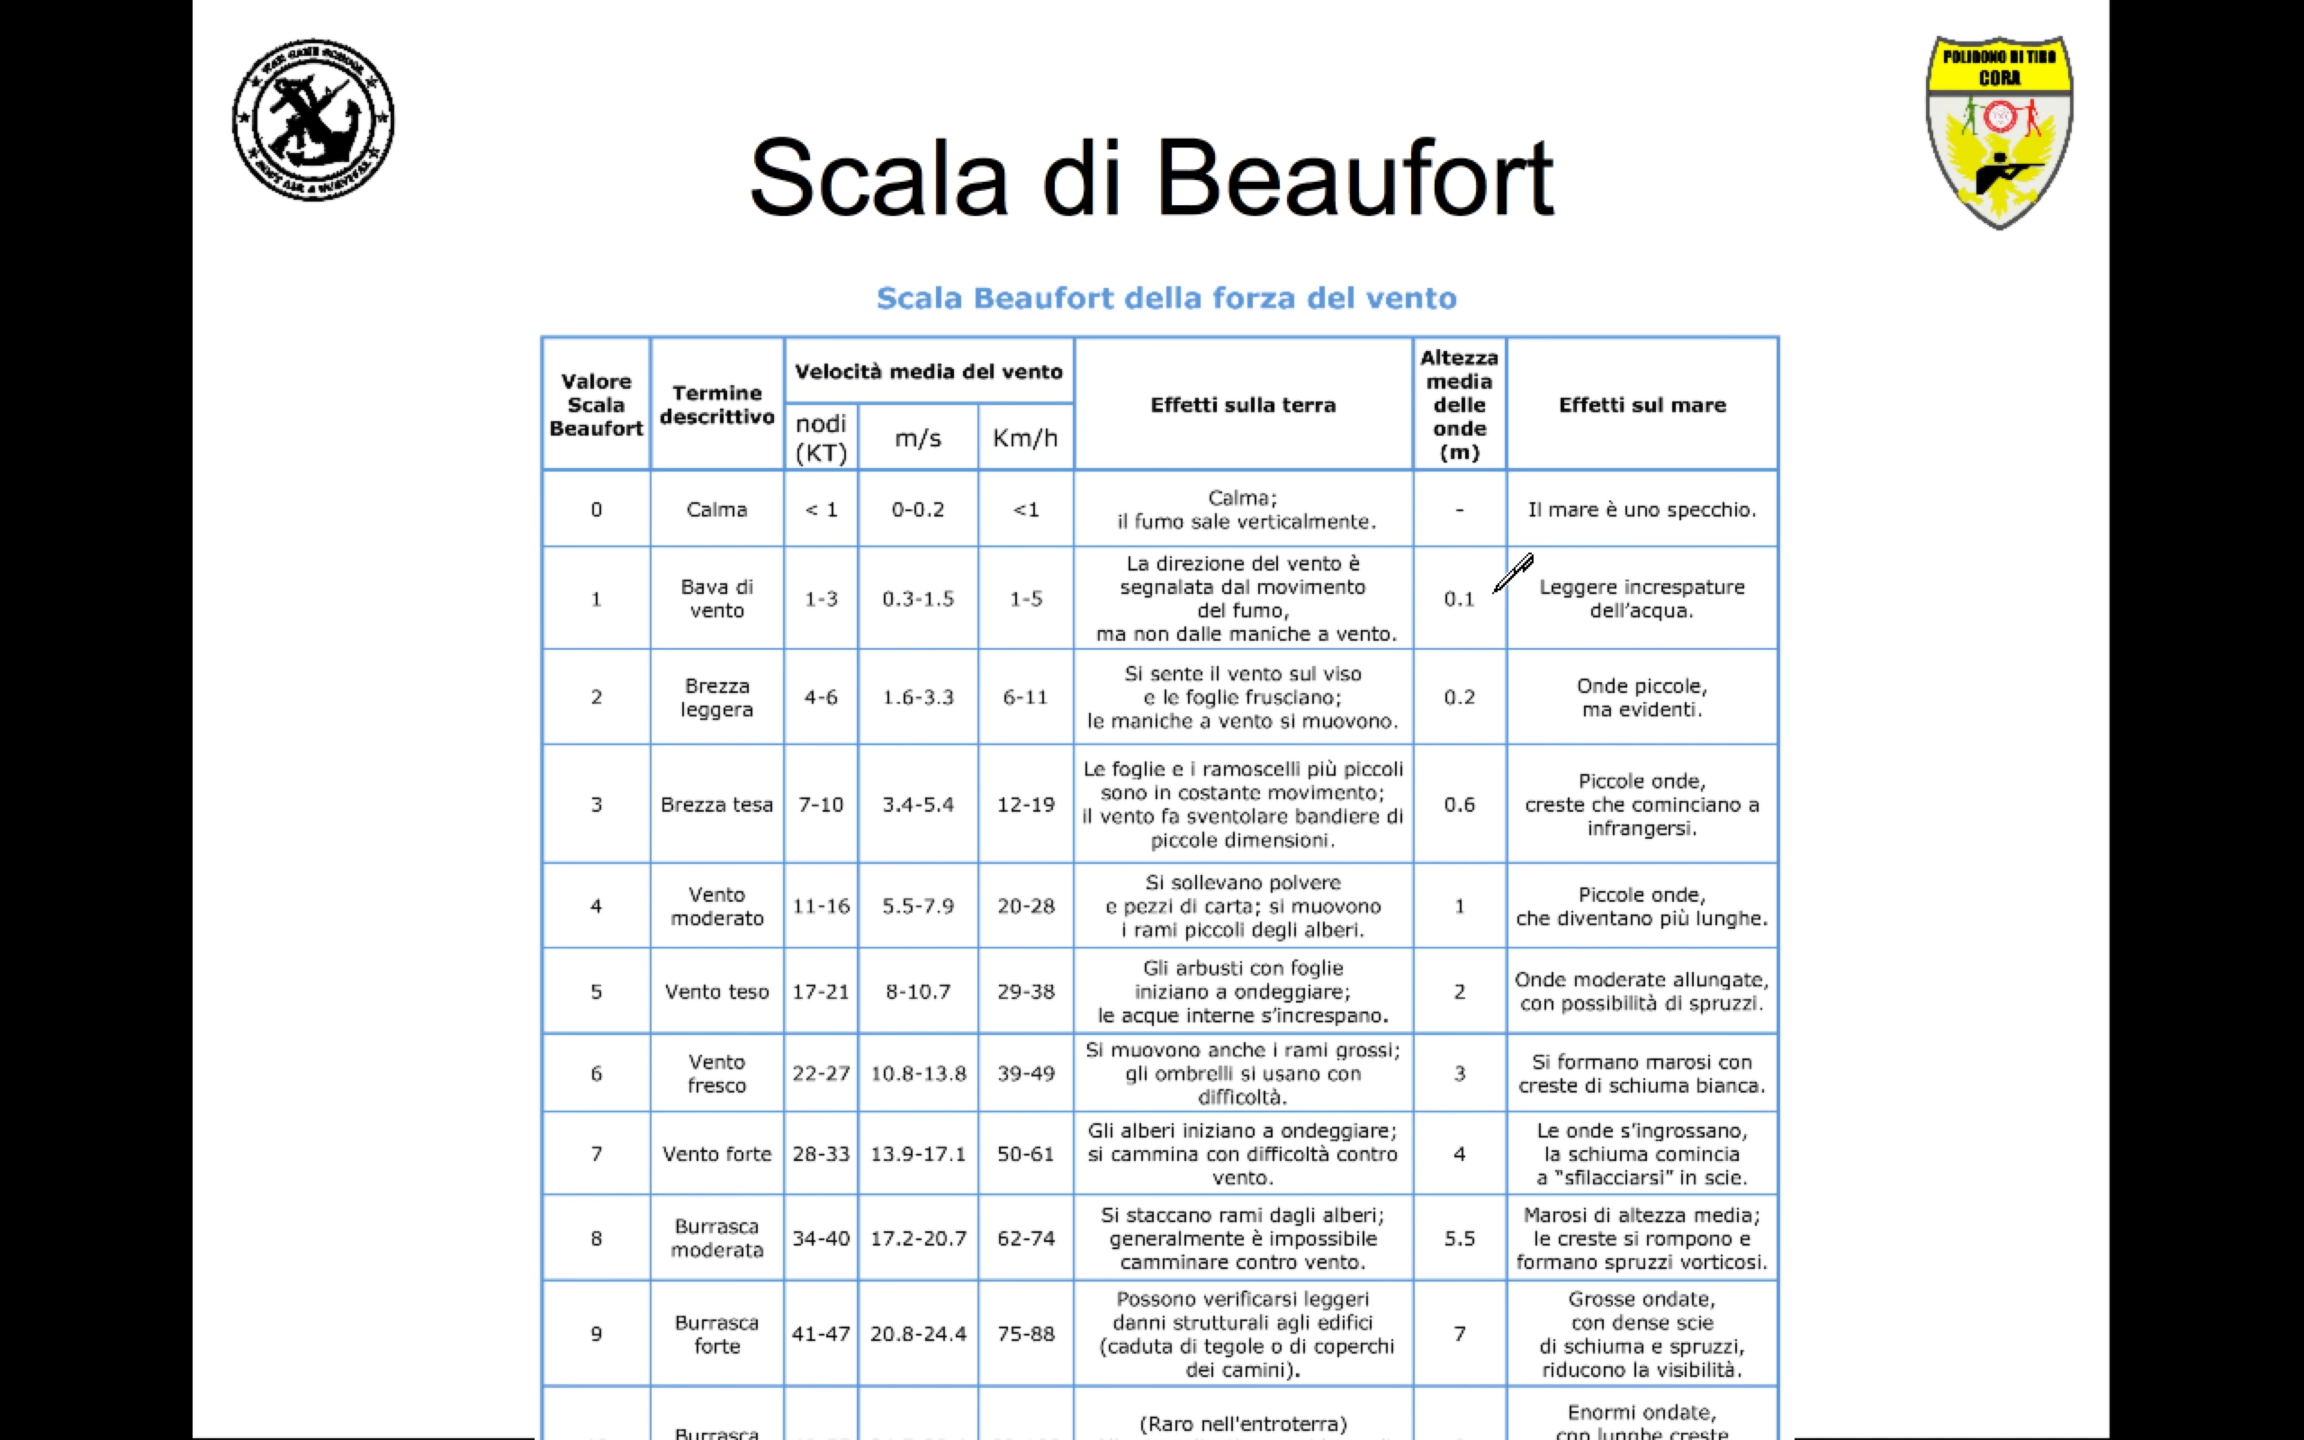 POLIGONO DI TIRO
CORA
Scala di Beaufort
Scala Beaufort della forza del vento
Valore
Scala
Beaufort
Termine
descrittivo
Velocità media del vento
nodi
(KT)
m/s
Km/h
Effetti sulla terra
Altezza
media
delle
onde
(m)
Effetti sul mare
0
Calma
< 1
0-0.2
<1
Calma;
il fumo sale verticalmente.
-
Il mare è uno specchio.
1
Bava di
vento
1-3
0.3-1.5
1-5
La direzione del vento è
segnalata dal movimento
del fumo,
ma non dalle maniche a vento.
0.1
Leggere increspature
dell’acqua.
2
Brezza
leggera
4-6
1.6-3.3
6-11
Si sente il vento sul viso
e le foglie frusciano;
le maniche a vento si muovono.
0.2
Onde piccole,
ma evidenti.
3
Brezza tesa
7-10
3.4-5.4
12-19
Le foglie e i ramoscelli più piccoli
sono in costante movimento;
il vento fa sventolare bandiere di
piccole dimensioni.
0.6
Piccole onde,
creste che cominciano a
infrangersi.
4
Vento
moderato
11-16
5.5-7.9
20-28
Si sollevano polvere
e pezzi di carta; si muovono
i rami piccoli degli alberi.
1
Piccole onde,
che diventano più lunghe.
5
Vento teso
17-21
8-10.7
29-38
Gli arbusti con foglie
iniziano a ondeggiare;
le acque interne s’increspano.
2
Onde moderate allungate,
con possibilità di spruzzi.
6
Vento
fresco
22-27
10.8-13.8
39-49
Si muovono anche i rami grossi;
gli ombrelli si usano con
difficoltà.
3
Si formano marosi con
creste di schiuma bianca.
7
Vento forte
28-33
13.9-17.1
50-61
Gli alberi iniziano a ondeggiare;
si cammina con difficoltà contro
vento.
4
Le onde s’ingrossano,
la schiuma comincia
a “sfilacciarsi” in scie.
8
Burrasca
moderata
34-40
17.2-20.7
62-74
Si staccano rami dagli alberi;
generalmente è impossibile
camminare contro vento.
5.5
Marosi di altezza media;
le creste si rompono e
formano spruzzi vorticosi.
9
Burrasca
forte
41-47
20.8-24.4
75-88
Possono verificarsi leggeri
danni strutturali agli edifici
(caduta di tegole o di coperchi
dei camini).
7
Grosse ondate,
con dense scie
di schiuma e spruzzi,
riducono la visibilità.
Burrasca
(Raro nell'entroterra)
Enormi ondate,
con lunghe creste